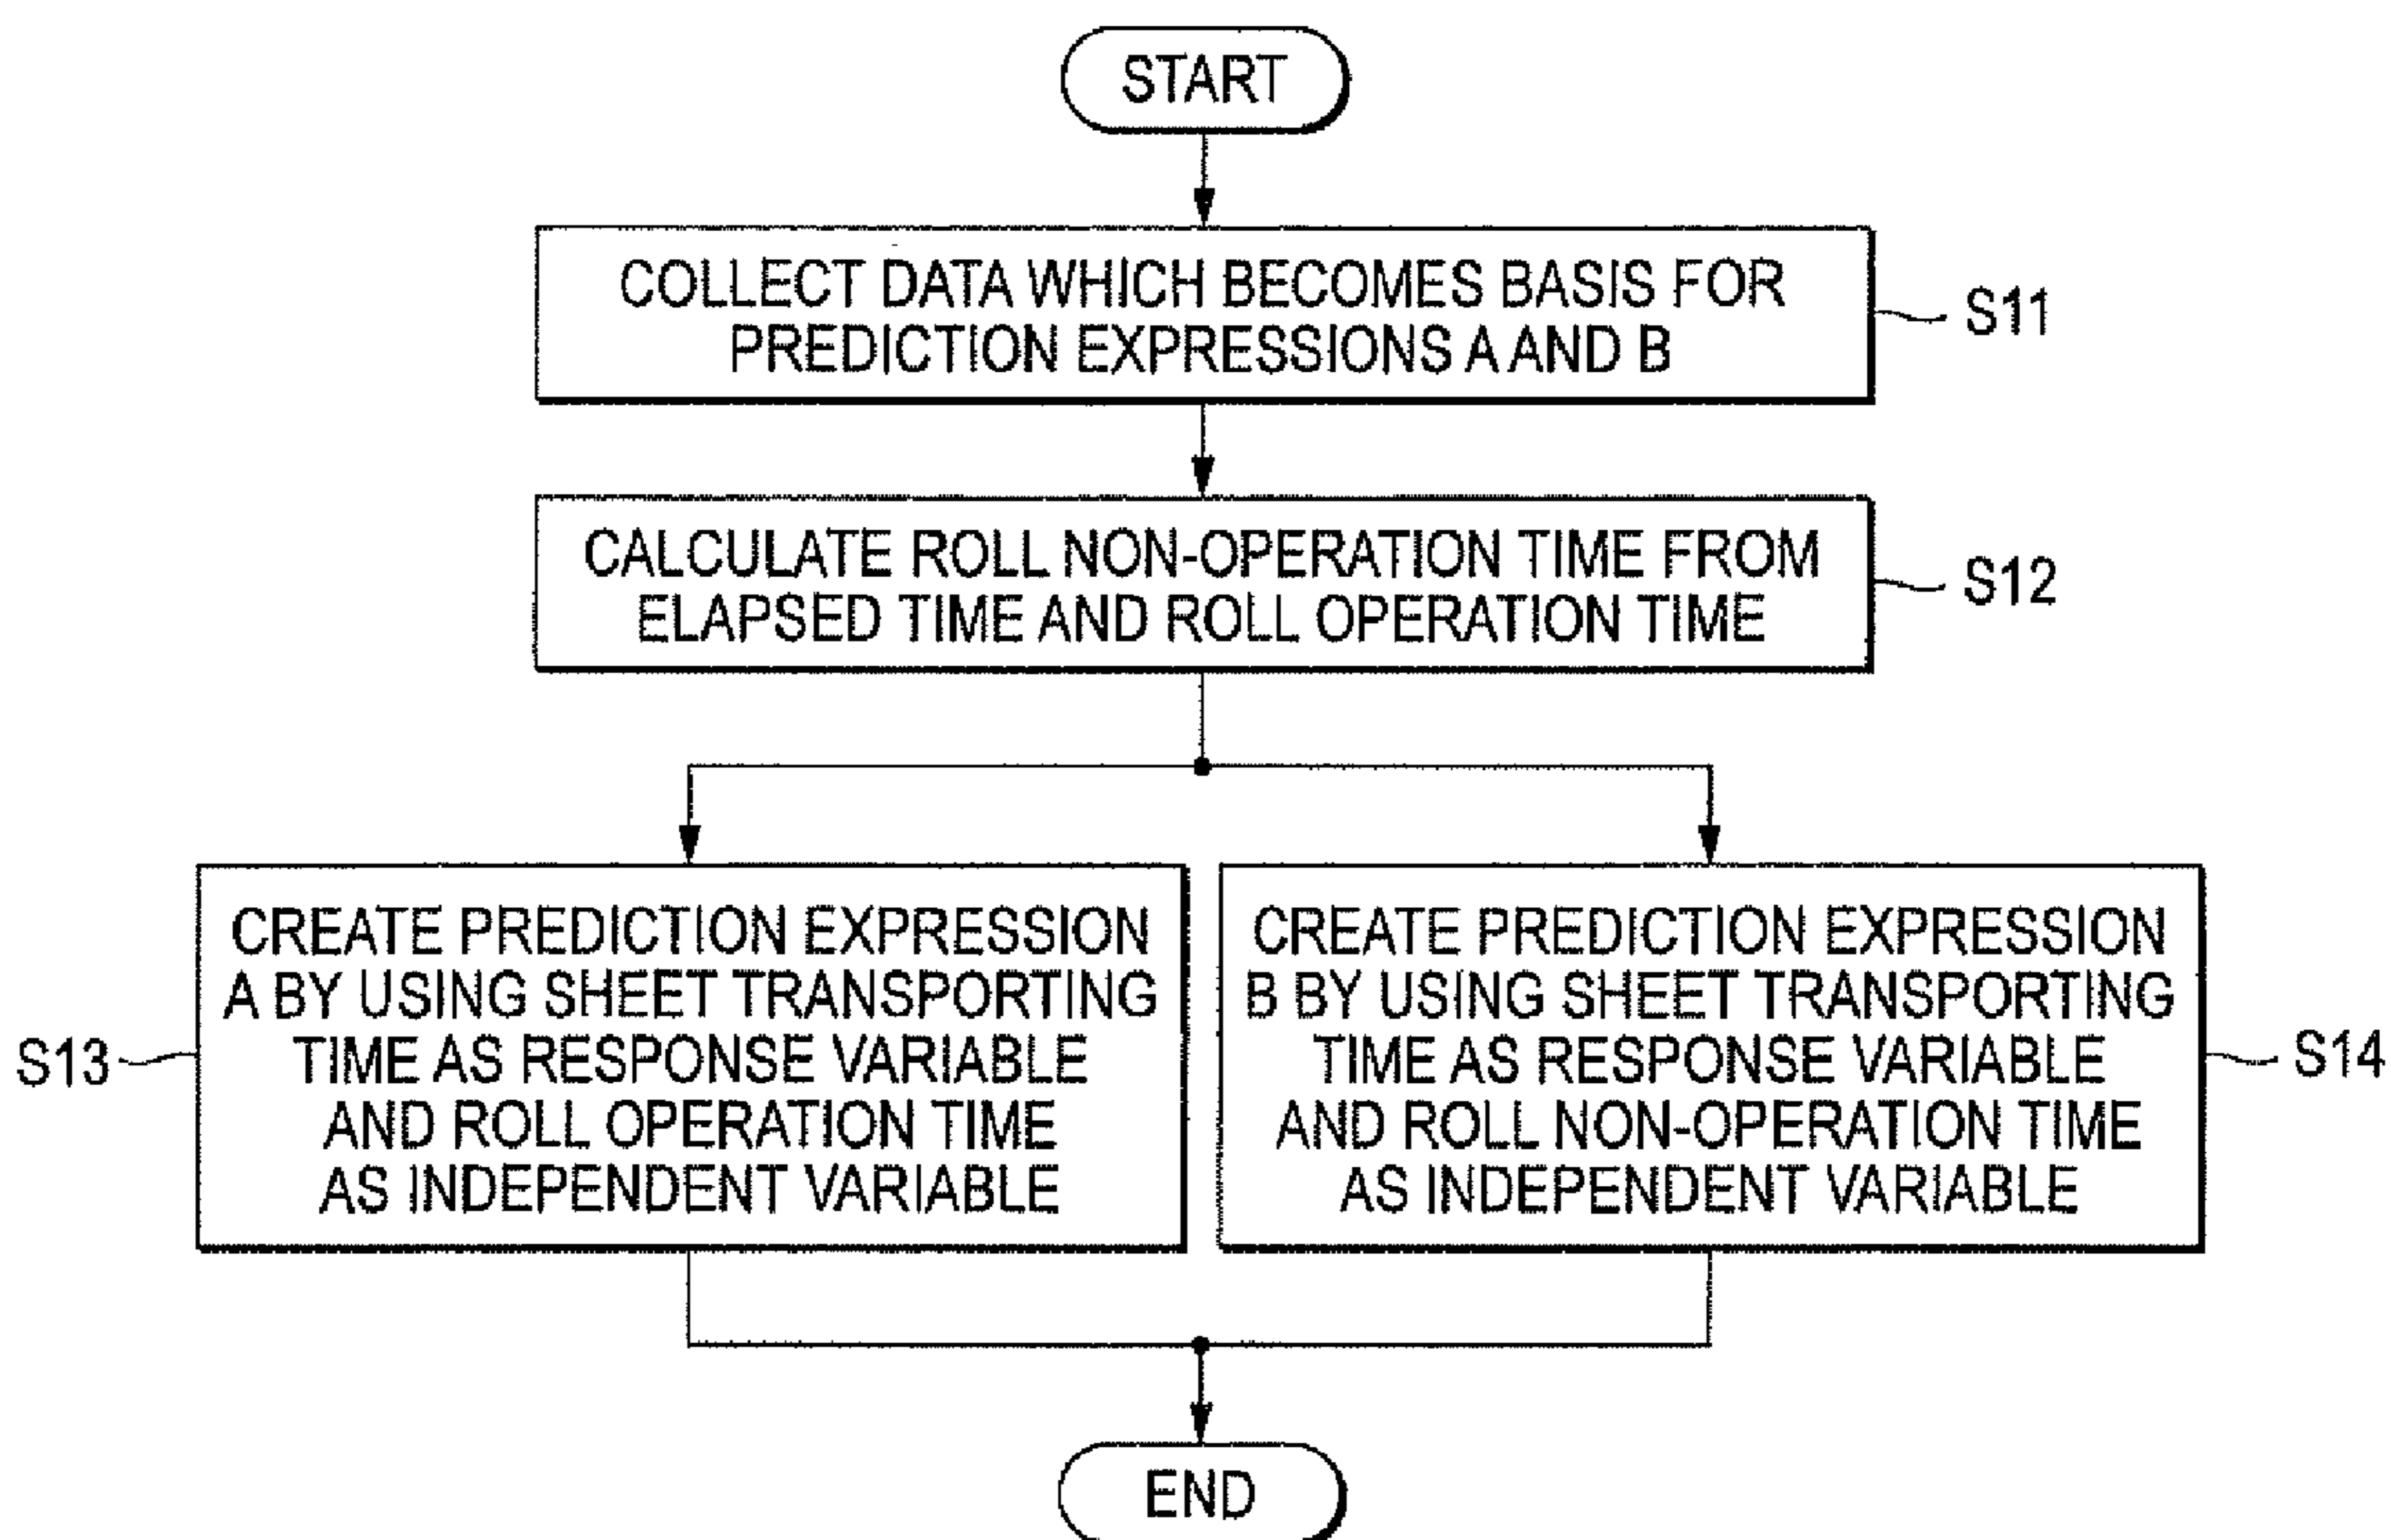 START
COLLECT DATA WHICH BECOMES BASIS FOR
PREDICTION EXPRESSIONS A AND B
S11
CALCULATE ROLL NON-OPERATION TIME FROM
ELAPSED TIME AND ROLL OPERATION TIME
S12
CREATE PREDICTION EXPRESSION
A BY USING SHEET TRANSPORTING
TIME AS RESPONSE VARIABLE
AND ROLL OPERATION TIME
AS INDEPENDENT VARIABLE
S13
CREATE PREDICTION EXPRESSION
B BY USING SHEET TRANSPORTING
TIME AS RESPONSE VARIABLE
AND ROLL NON-OPERATION TIME
AS INDEPENDENT VARIABLE
S14
END